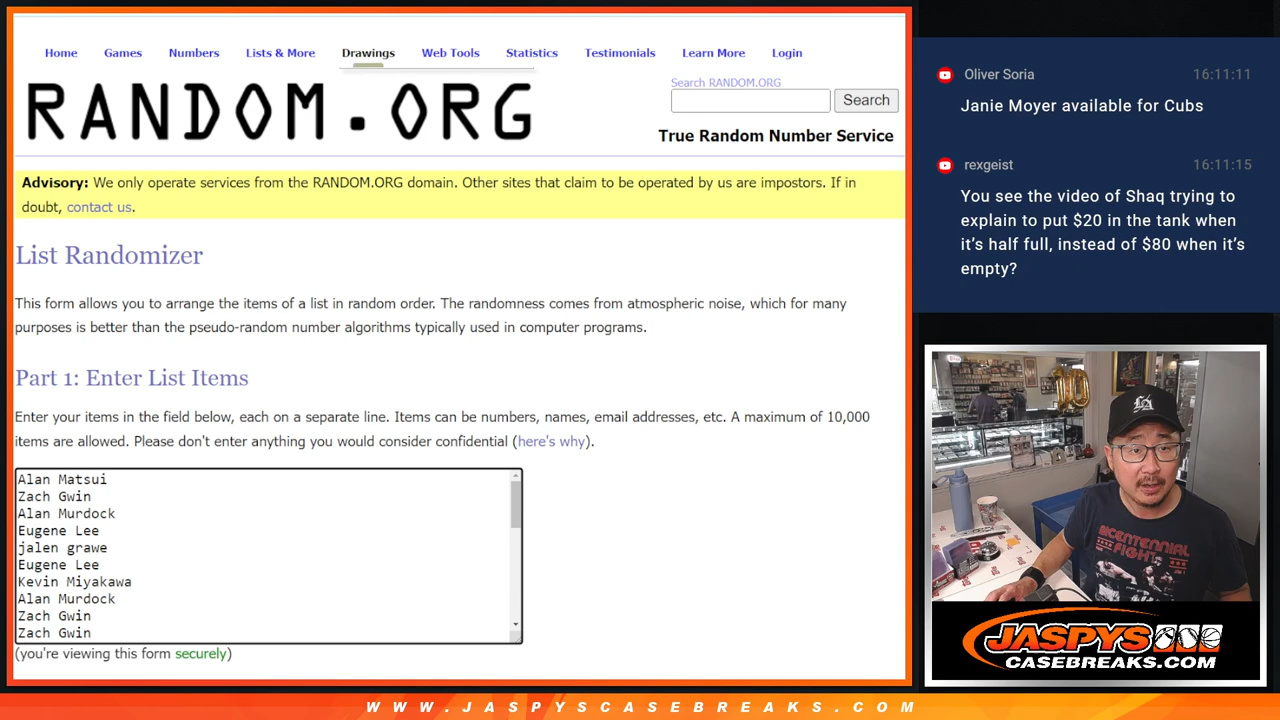 Home Games Numbers Lists & More Drawings Web Tools Statistics Testimonials Learn More Login
RANDOM.ORG
Search RANDOM.ORG
Search
True Random Number Service
Advisory: We only operate services from the RANDOM.ORG domain. Other sites that claim to be operated by us are impostors. If in
doubt, contact us.
List Randomizer
This form allows you to arrange the items of a list in random order. The randomness comes from atmospheric noise, which for many
purposes is better than the pseudo-random number algorithms typically used in computer programs.
Part 1: Enter List Items
Enter your items in the field below, each on a separate line. Items can be numbers, names, email addresses, etc. A maximum of 10,000
items are allowed. Please don't enter anything you would consider confidential (here's why).
Alan Matsui
Zach Gwin
Alan Murdock
Eugene Lee
jalen grawe
Eugene Lee
Kevin Miyakawa
Alan Murdock
Zach Gwin
Zach Gwin
(you're viewing this form securely)
Oliver Soria 16:11:11
Janie Moyer available for Cubs
rexgeist 16:11:15
You see the video of Shaq trying to
explain to put $20 in the tank when
it's half full, instead of $80 when it's
empty?
10
LA
BICENTENNIAL
FIGHT
JASPYS
CASEBREAKS.COM
WWW.JASPYSCASEBREAKS.COM